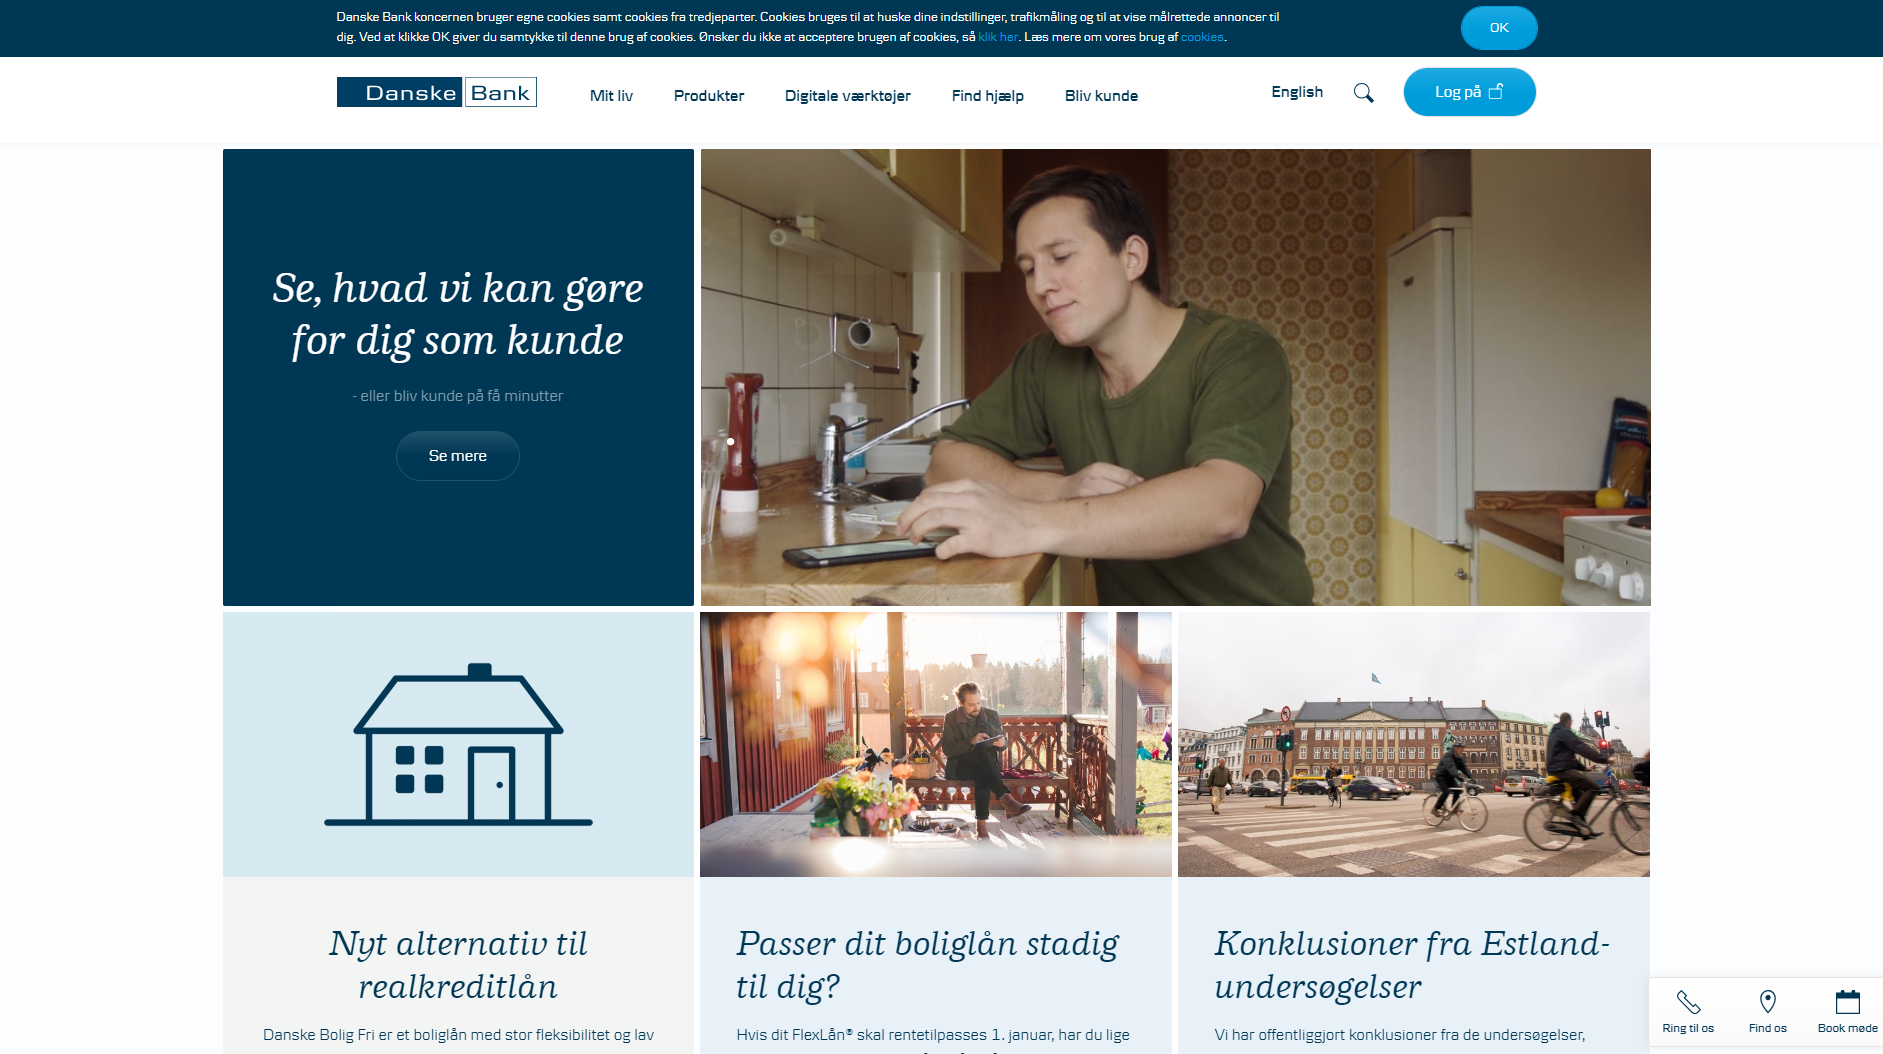 Danske Bank koncernen bruger egne cookies samt cookies fra tredjeparter. Cookies bruges til at huske dine indstillinger, trafikmåling og til at vise målrettede annoncer til
dig. Ved at klikke OK giver du samtykke til denne brug af cookies. Ønsker du ikke at acceptere brugen af cookies, så klik her. Læs mere om vores brug af cookies.
OK
Danske Bank
Mit liv
Produkter
Digitale værktøjer
Find hjælp
Bliv kunde
English
Log på
Se, hvad vi kan gøre
for dig som kunde
- eller bliv kunde på få minutter
Se mere
Nyt alternativ til
realkreditlån
Danske Bolig Fri er et boliglån med stor fleksibilitet og lav
Passer dit boliglån stadig
til dig?
Hvis dit FlexLån® skal rentetilpasses 1. januar, har du lige
Konklusioner fra Estland-
undersøgelser
Vi har offentliggjort konklusioner fra de undersøgelser,
Ring til os
Find os
Book møde